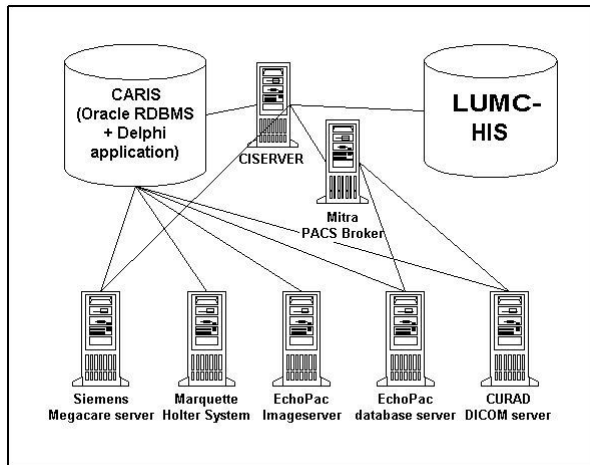 CARIS
(Oracle RDBMS
+ Delphi
application)
CISERVER
LUMC-
HIS
Mitra
PACS Broker
Siemens
Megacare server
Marquette
Holter System
EchoPac
Imageserver
EchoPac
database server
CURAD
DICOM server